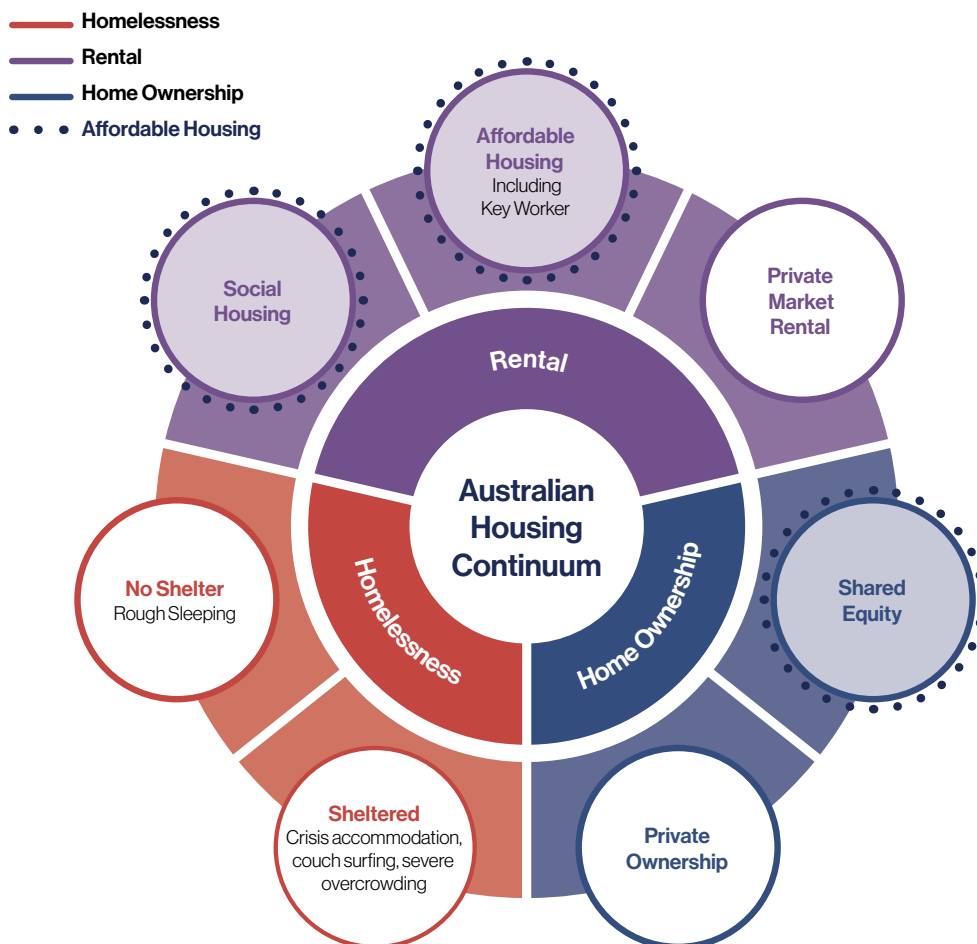 Homelessness
Rental
Home Ownership
Affordable Housing
Affordable
Housing
Including
Key Worker
Social
Housing
Private
Market
Rental
Rental
Australian
Housing
Continuum
Homelessness
Home Ownership
No Shelter
Rough Sleeping
Shared
Equity
Sheltered
Crisis accommodation,
couch surfing, severe
overcrowding
Private
Ownership